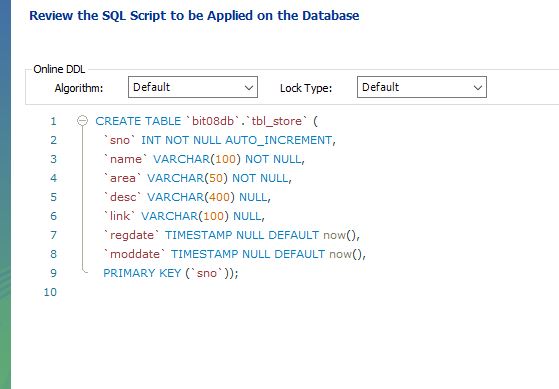 Review the SQL Script to be Applied on the Database
Online DDL
Algorithm: Default Lock Type: Default
1 CREATE TABLE `bit08db`.`tbl_store` (
2 `sno` INT NOT NULL AUTO_INCREMENT,
3 `name` VARCHAR(100) NOT NULL,
4 `area` VARCHAR(50) NOT NULL,
5 `desc` VARCHAR(400) NULL,
6 `link` VARCHAR(100) NULL,
7 `regdate` TIMESTAMP NULL DEFAULT now(),
8 `moddate` TIMESTAMP NULL DEFAULT now(),
9 PRIMARY KEY (`sno`));
10